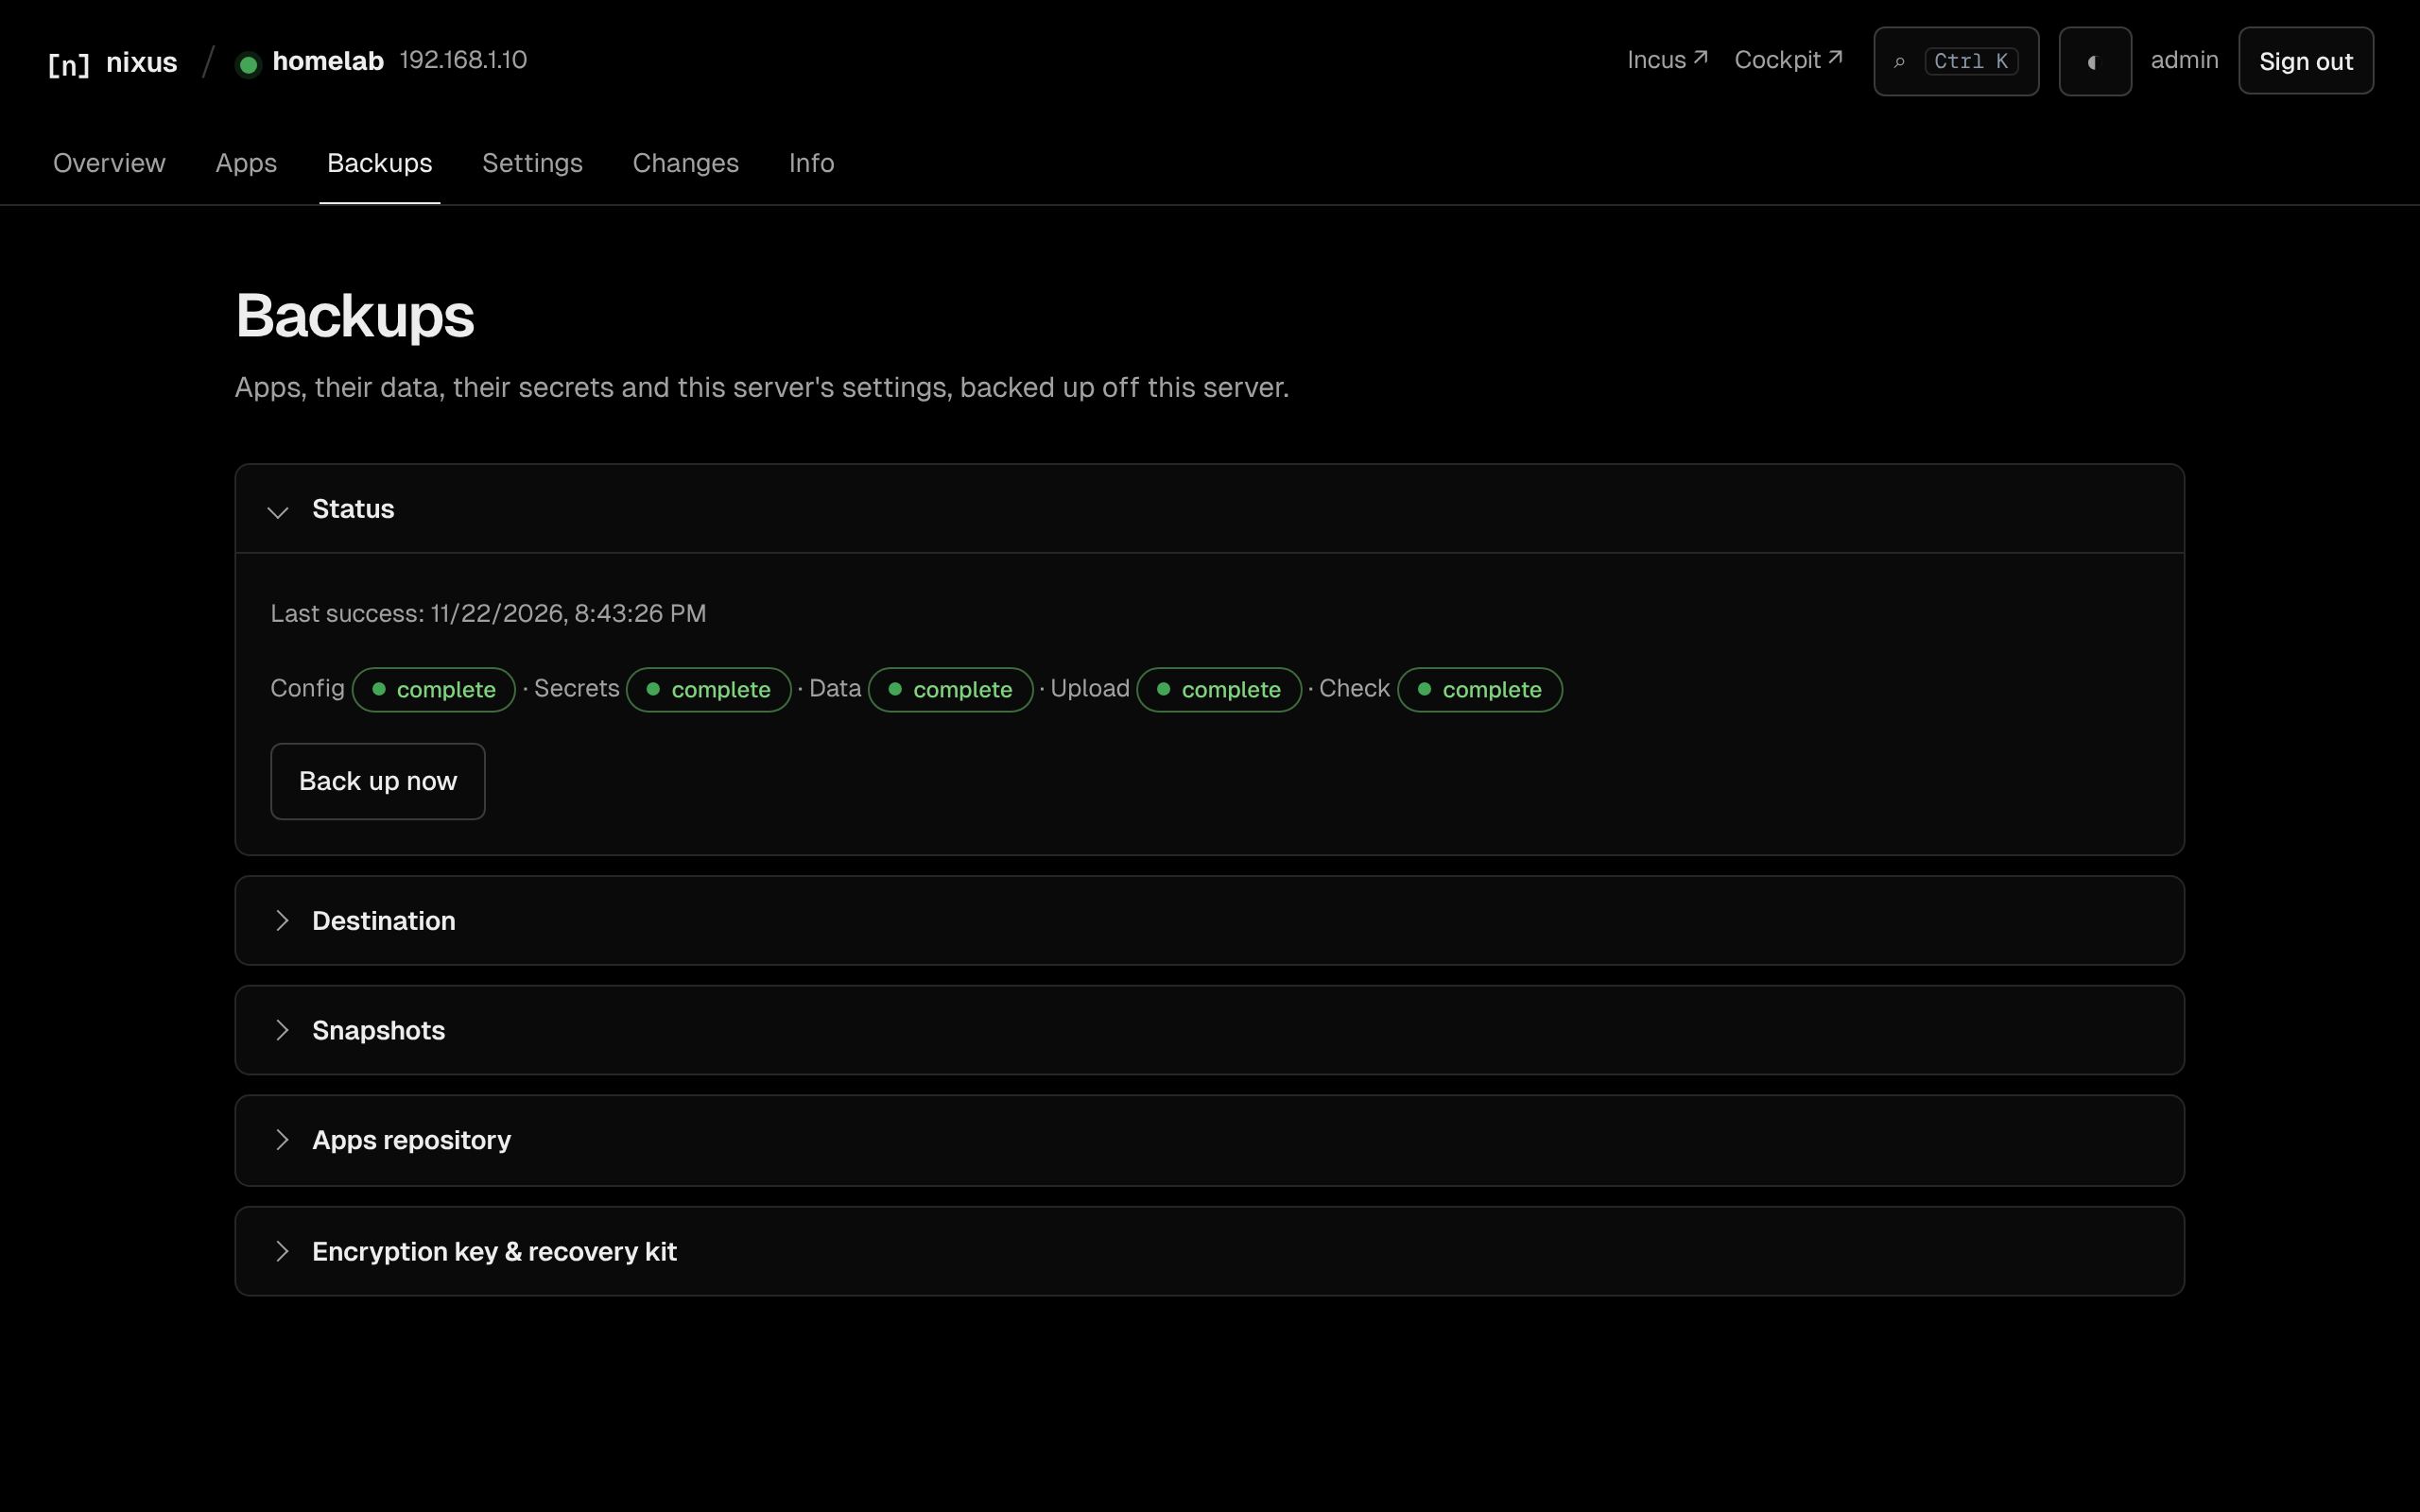 [n] nixus / homelab 192.168.1.10 Incus ↗ Cockpit ↗ ⌕ Ctrl K admin Sign out
Overview Apps Backups Settings Changes Info
Backups
Apps, their data, their secrets and this server's settings, backed up off this server.
Status
Last success: 11/22/2026, 8:43:26 PM
Config complete · Secrets complete · Data complete · Upload complete · Check complete
Back up now
Destination
Snapshots
Apps repository
Encryption key & recovery kit